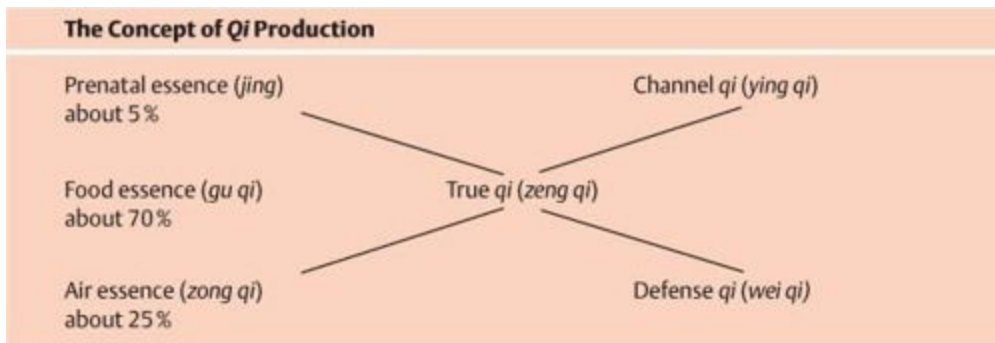 The Concept of Qi Production
Prenatal essence (jing)
about 5 %
Channel qi (ying qi)
Food essence (gu qi)
about 70 %
True qi (zeng qi)
Air essence (zong qi)
about 25 %
Defense qi (wei qi)